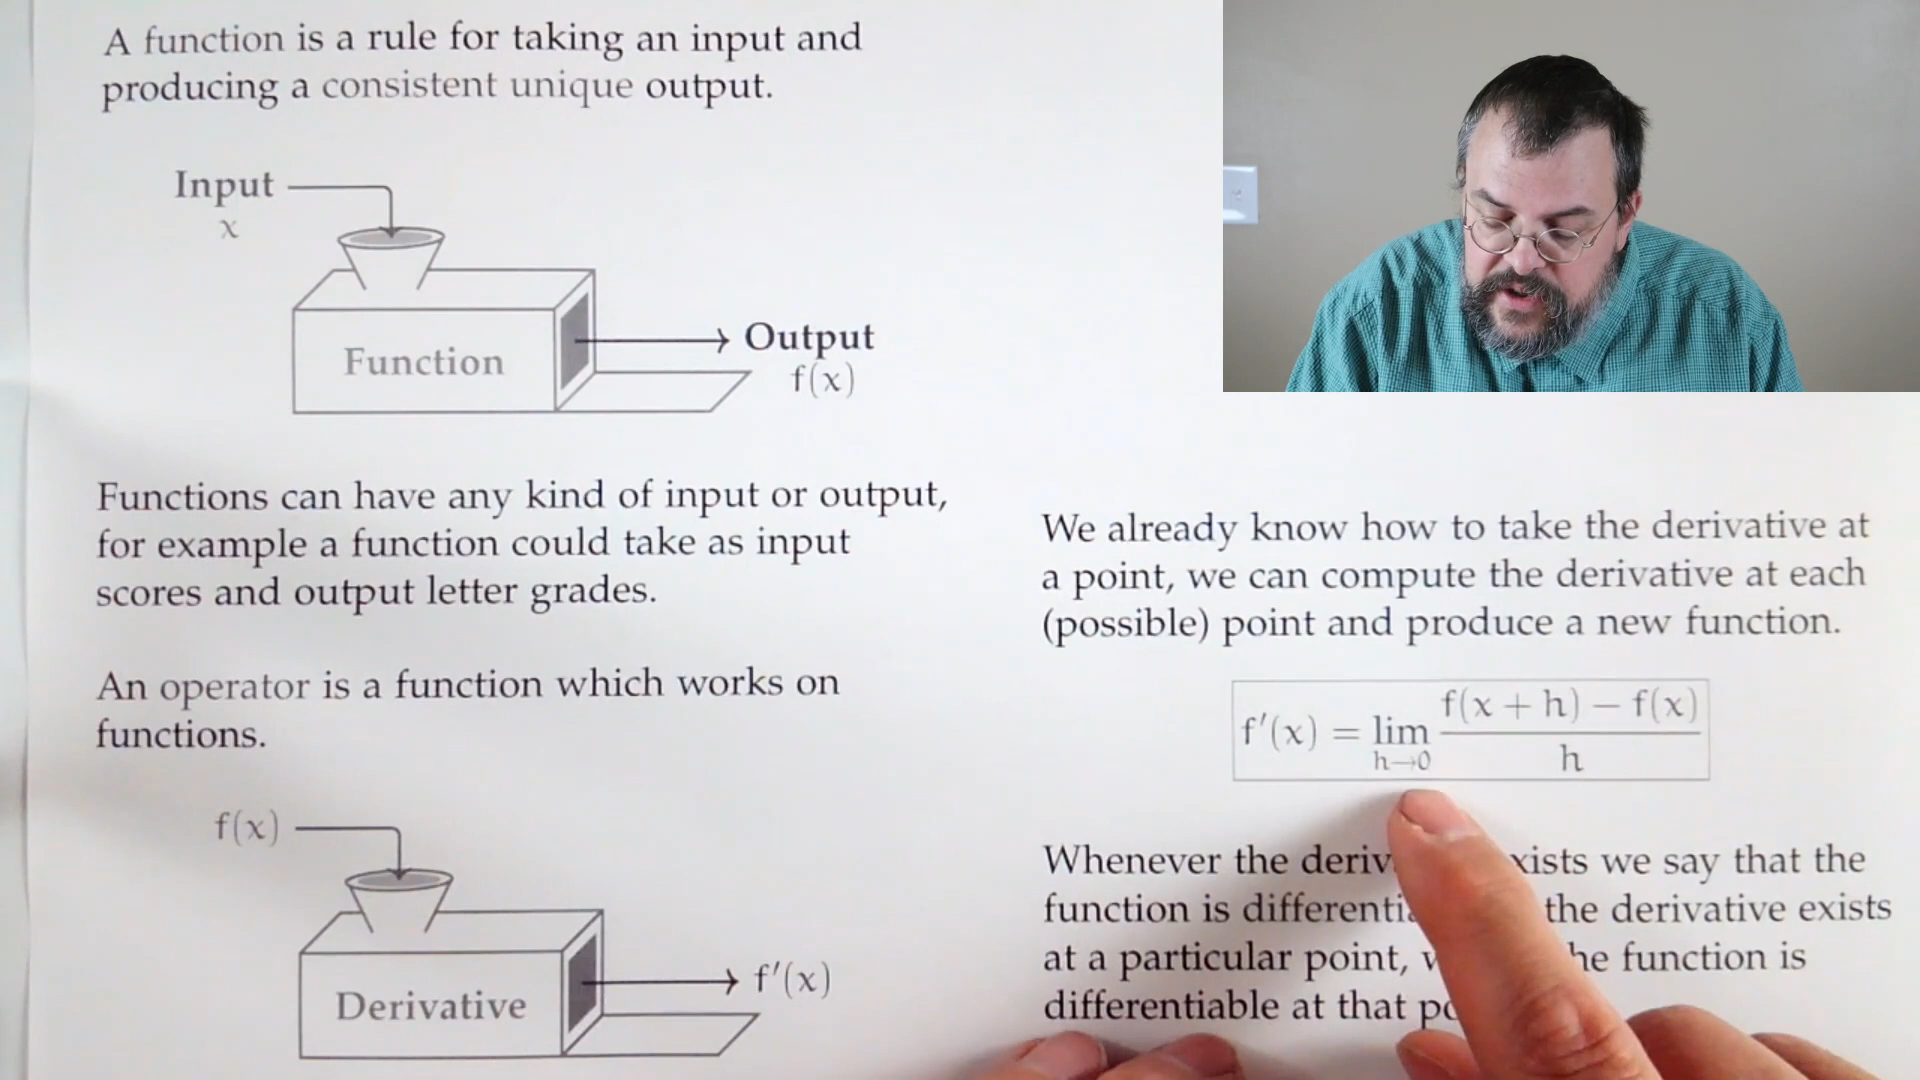 A function is a rule for taking an input and
producing a consistent unique output.
Input
x
Function
Output
f(x)
Functions can have any kind of input or output,
for example a function could take as input
scores and output letter grades.
An operator is a function which works on
functions.
f(x)
Derivative
f′(x)
We already know how to take the derivative at
a point, we can compute the derivative at each
(possible) point and produce a new function.
f′(x) = lim h→0 f(x + h) − f(x) / h
Whenever the exists we say that the
function is the derivative exists
at a particular point, the function is
differentiable at that